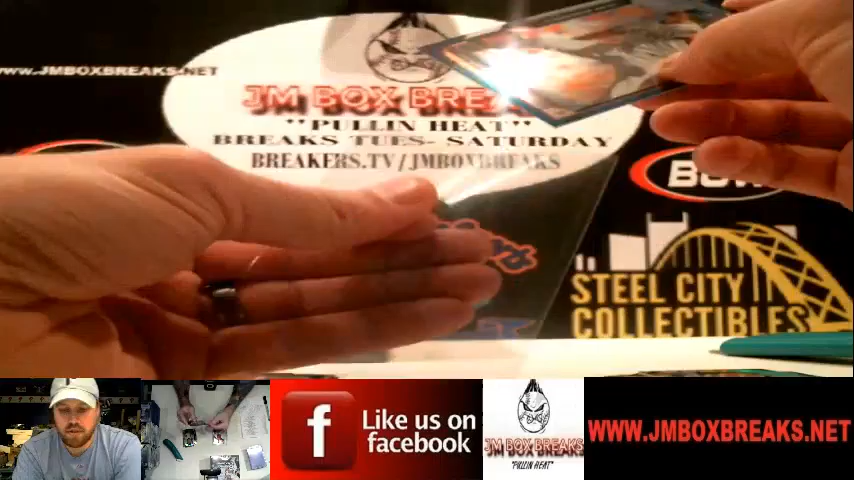 www.JMBOXBREAKS.NET
JM BOX BRE
"PULLIN HEAT"
BREAKS TUES- SATURDAY
BREAKERS.TV/JMBOXBREAKS
BOW
STEEL CITY
COLLECTIBLES
f
Like us on
facebook
JM BOX BREAKS
"PULLIN HEAT"
WWW.JMBOXBREAKS.NET